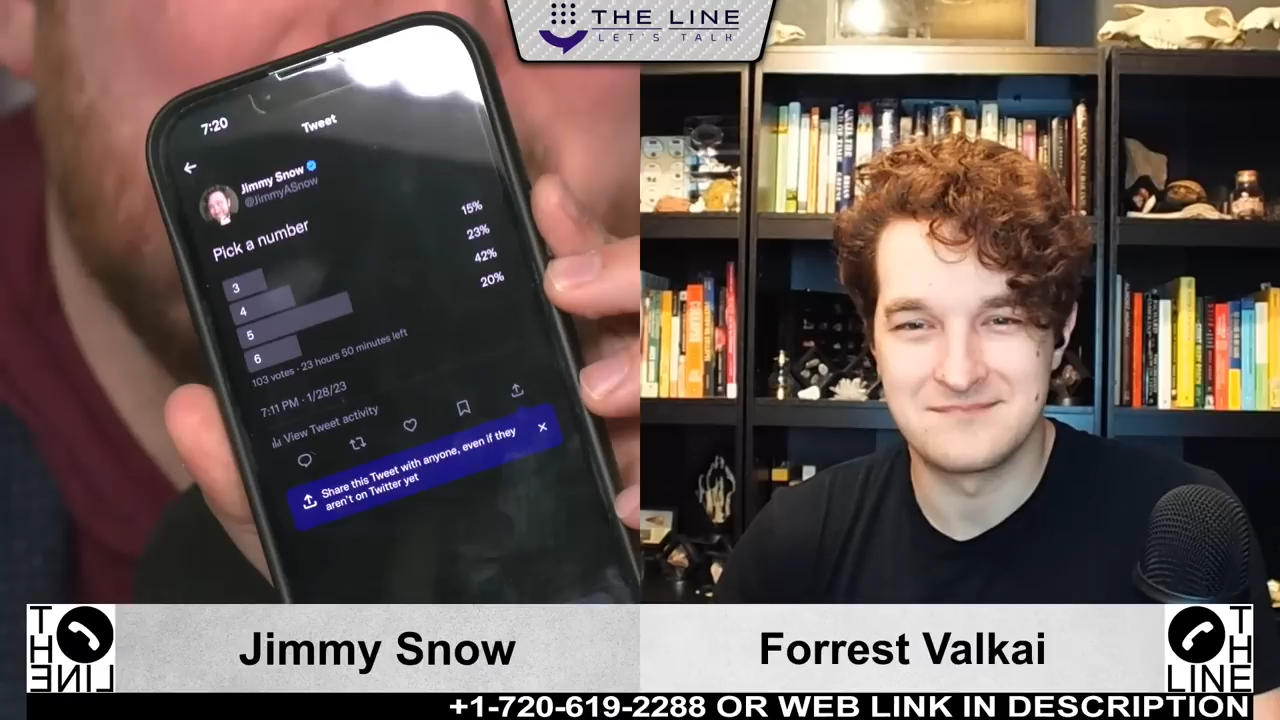 THE LINE
LET'S TALK
7:20
Tweet
Jimmy Snow
@JimmyASnow
Pick a number
3 15%
4 23%
5 42%
6 20%
103 votes · 23 hours 50 minutes left
7:11 PM · 1/28/23
View Tweet activity
Share this Tweet with anyone, even if they
aren't on Twitter yet
THE LINE
Jimmy Snow
Forrest Valkai
THE LINE
+1-720-619-2288 OR WEB LINK IN DESCRIPTION